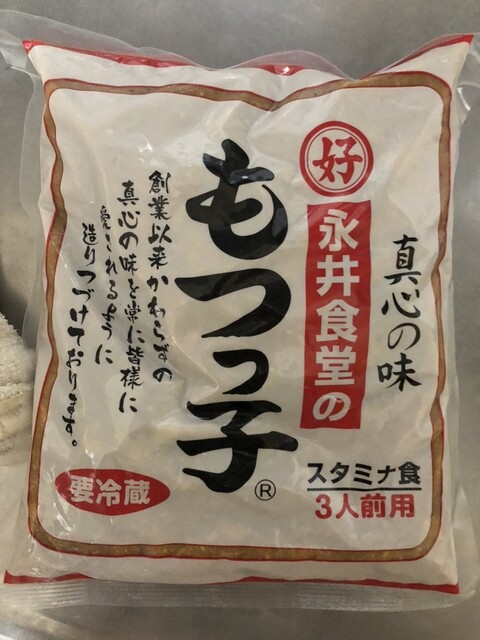 好
真心の味
永井食堂の
もつっ子®
創業以来かわらずの
真心の味を常に皆様に
愛されるように
造りつづけております。
要冷蔵
スタミナ食
3人前用